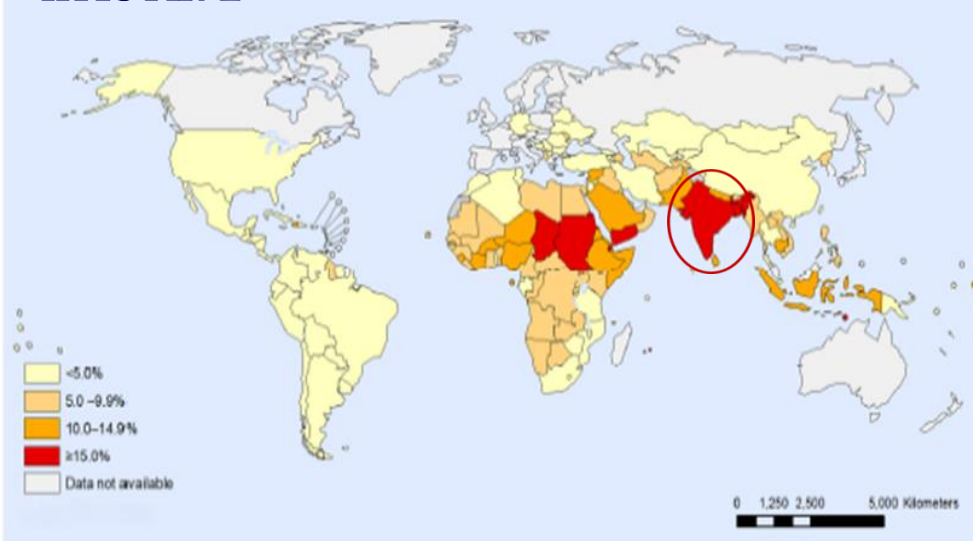 <5.0%
5.0 –9.9%
10.0–14.9%
≥15.0%
Data not available
0 1,250 2,500 5,000 Kilometers